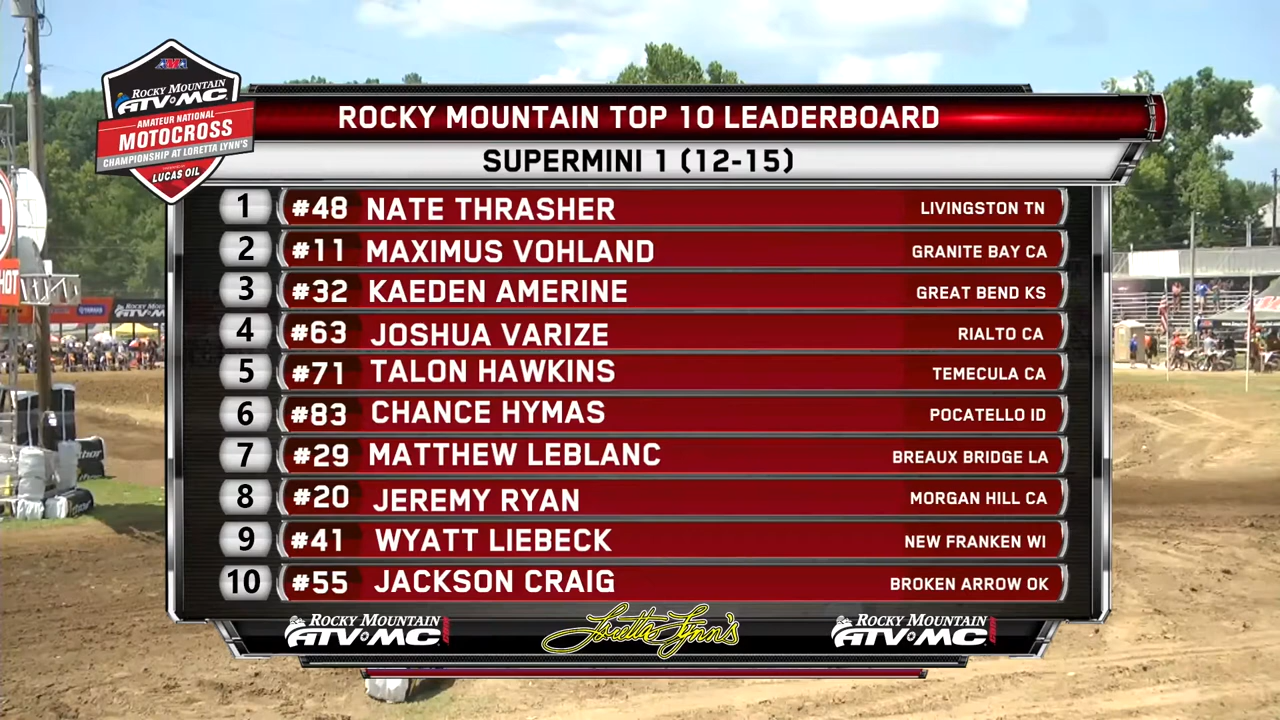 AMA
ROCKY MOUNTAIN
ATV MC
AMATEUR NATIONAL
MOTOCROSS
CHAMPIONSHIP AT LORETTA LYNN'S
LUCAS OIL
ROCKY MOUNTAIN TOP 10 LEADERBOARD
SUPERMINI 1 (12-15)
1 #48 NATE THRASHER LIVINGSTON TN
2 #11 MAXIMUS VOHLAND GRANITE BAY CA
3 #32 KAEDEN AMERINE GREAT BEND KS
4 #63 JOSHUA VARIZE RIALTO CA
5 #71 TALON HAWKINS TEMECULA CA
6 #83 CHANCE HYMAS POCATELLO ID
7 #29 MATTHEW LEBLANC BREAUX BRIDGE LA
8 #20 JEREMY RYAN MORGAN HILL CA
9 #41 WYATT LIEBECK NEW FRANKEN WI
10 #55 JACKSON CRAIG BROKEN ARROW OK
ROCKY MOUNTAIN
ATV MC
Loretta Lynn's
ROCKY MOUNTAIN
ATV MC